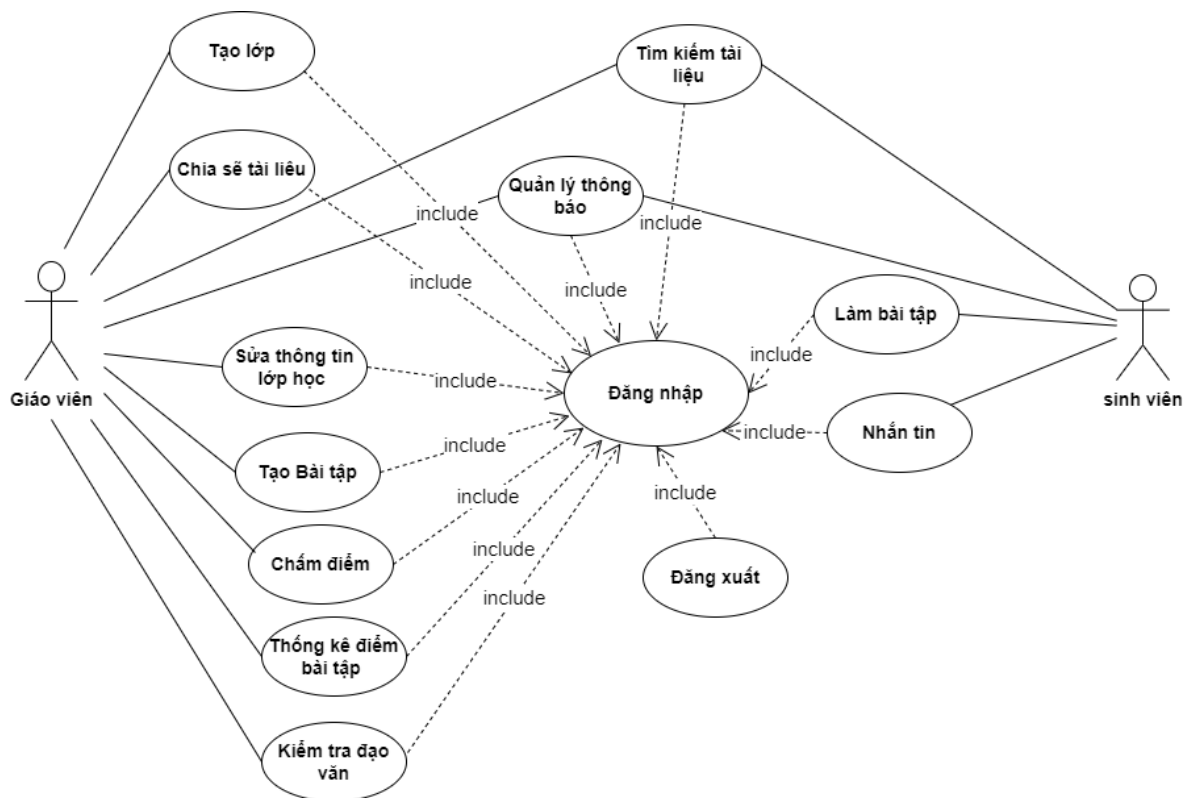 Tạo lớp
Tìm kiếm tài
liệu
Chia sẽ tài liêu
Quản lý thông
báo
include
include
include
include
Giáo viên
Sửa thông tin
lớp học
include
Đăng nhập
include
Làm bài tập
sinh viên
Tạo Bài tập
include
include
Nhắn tin
Chấm điểm
include
include
Đăng xuất
Thống kê điểm
bài tập
include
include
Kiểm tra đạo
văn